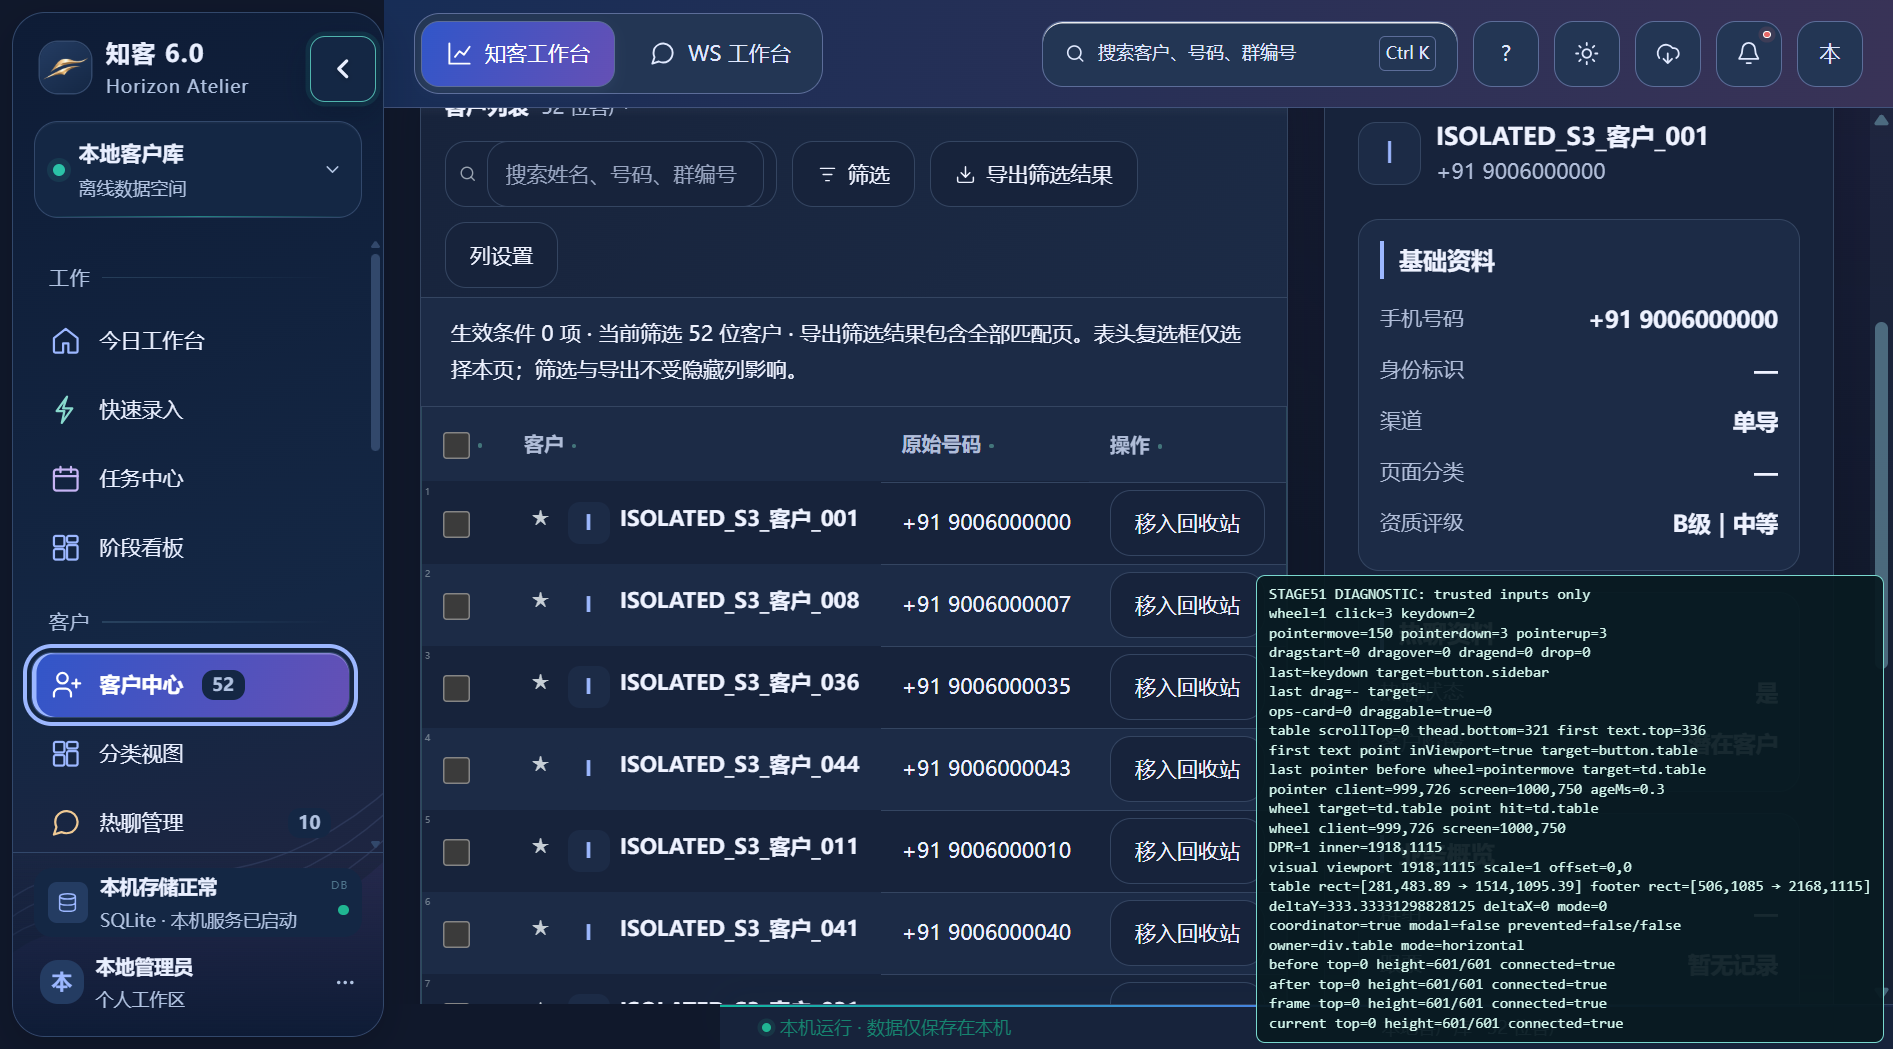 知客 6.0
Horizon Atelier
本地客户库
离线数据空间
工作
今日工作台
快速录入
任务中心
阶段看板
客户
客户中心 52
分类视图
热聊管理 10
本机存储正常 DB
SQLite · 本机服务已启动
本 本地管理员 ···
个人工作区
知客工作台 WS 工作台
搜索客户、号码、群编号 Ctrl K ? 本
客户列表 52 位客户
搜索姓名、号码、群编号 筛选 导出筛选结果
列设置
生效条件 0 项 · 当前筛选 52 位客户 · 导出筛选结果包含全部匹配页。表头复选框仅选
择本页；筛选与导出不受隐藏列影响。
客户 · 原始号码 · 操作 ·
1 ★ I ISOLATED_S3_客户_001 +91 9006000000 移入回收站
2 ★ I ISOLATED_S3_客户_008 +91 9006000007 移入回收站
3 ★ I ISOLATED_S3_客户_036 +91 9006000035 移入回收站
4 ★ I ISOLATED_S3_客户_044 +91 9006000043 移入回收站
5 ★ I ISOLATED_S3_客户_011 +91 9006000010 移入回收站
6 ★ I ISOLATED_S3_客户_041 +91 9006000040 移入回收站
7
本机运行 · 数据仅保存在本机
I ISOLATED_S3_客户_001
+91 9006000000
基础资料
手机号码 +91 9006000000
身份标识 —
渠道 单导
页面分类 —
资质评级 B级 | 中等
STAGE51 DIAGNOSTIC: trusted inputs only
wheel=1 click=3 keydown=2
pointermove=150 pointerdown=3 pointerup=3
dragstart=0 dragover=0 dragend=0 drop=0
last=keydown target=button.sidebar
last drag=- target=-
ops-card=0 draggable=true=0
table scrollTop=0 thead.bottom=321 first text.top=336
first text point inViewport=true target=button.table
last pointer before wheel=pointermove target=td.table
pointer client=999,726 screen=1000,750 ageMs=0.3
wheel target=td.table point hit=td.table
wheel client=999,726 screen=1000,750
DPR=1 inner=1918,1115
visual viewport 1918,1115 scale=1 offset=0,0
table rect=[281,483.89 → 1514,1095.39] footer rect=[506,1085 → 2168,1115]
deltaY=333.33331298828125 deltaX=0 mode=0
coordinator=true modal=false prevented=false/false
owner=div.table mode=horizontal
before top=0 height=601/601 connected=true
after top=0 height=601/601 connected=true
frame top=0 height=601/601 connected=true
current top=0 height=601/601 connected=true
是
暂无记录